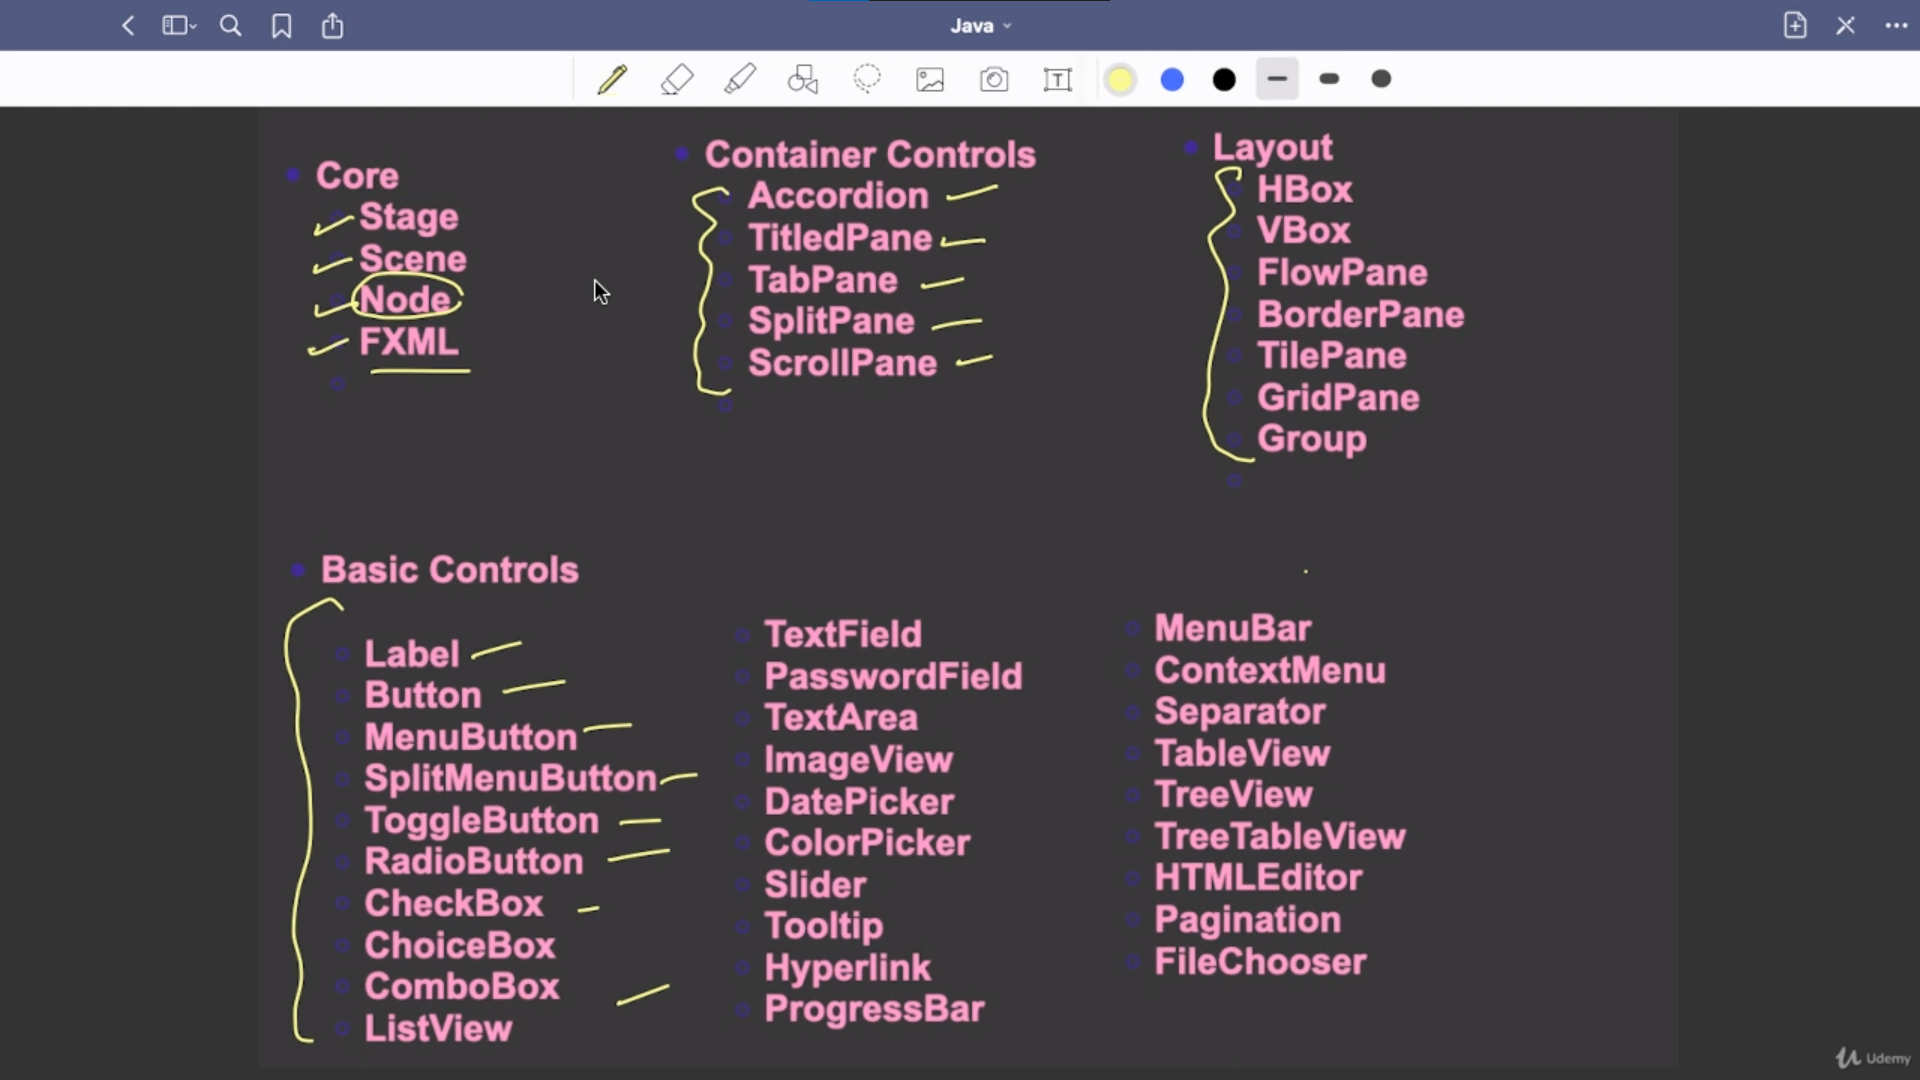 Java
Core
Stage
Scene
Node
FXML
Container Controls
Accordion
TitledPane
TabPane
SplitPane
ScrollPane
Layout
HBox
VBox
FlowPane
BorderPane
TilePane
GridPane
Group
Basic Controls
Label
Button
MenuButton
SplitMenuButton
ToggleButton
RadioButton
CheckBox
ChoiceBox
ComboBox
ListView
TextField
PasswordField
TextArea
ImageView
DatePicker
ColorPicker
Slider
Tooltip
Hyperlink
ProgressBar
MenuBar
ContextMenu
Separator
TableView
TreeView
TreeTableView
HTMLEditor
Pagination
FileChooser
Udemy